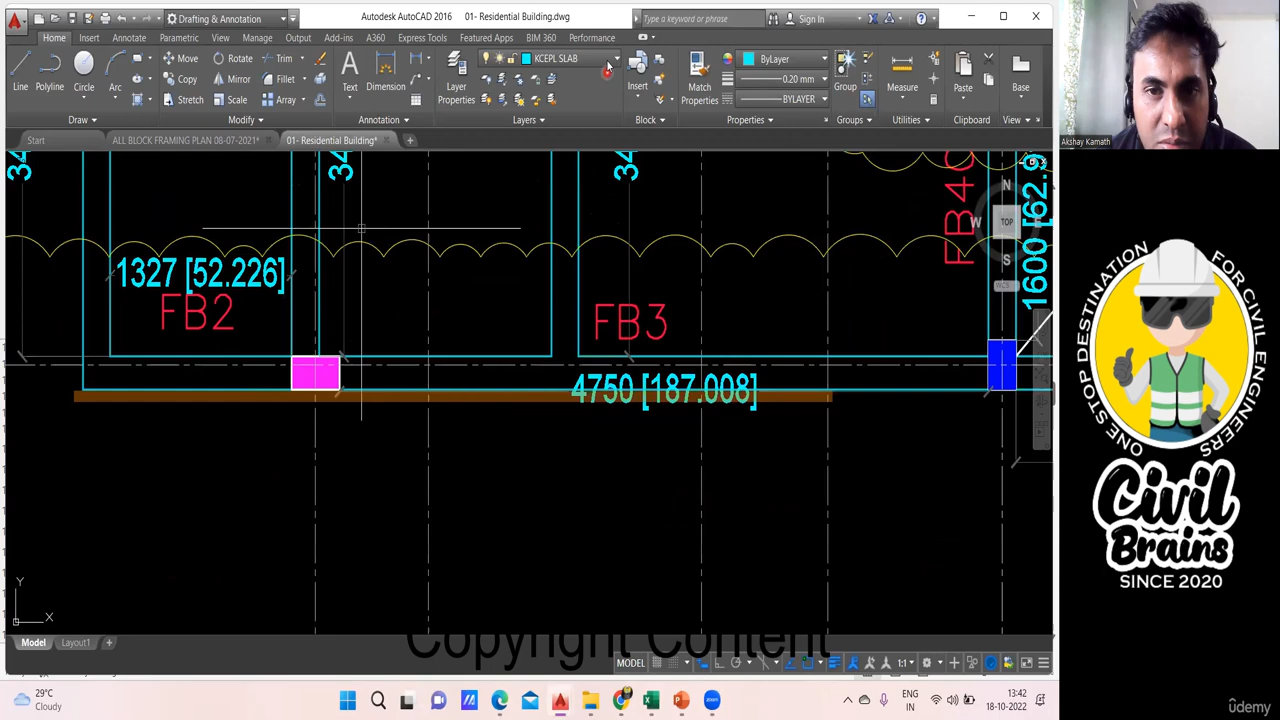 Autodesk AutoCAD 2016 01- Residential Building.dwg
Type a keyword or phrase
Sign In
Drafting & Annotation
Home Insert Annotate Parametric View Manage Output Add-ins A360 Express Tools Featured Apps BIM 360 Performance
Line Polyline Circle Arc
Move Rotate Trim
Copy Mirror Fillet
Stretch Scale Array
Text Dimension
Layer Properties
KCEPL SLAB
Insert
Match Properties
ByLayer
0.20 mm
BYLAYER
Group Measure Paste Base
Draw Modify Annotation Layers Block Properties Groups Utilities Clipboard View
Start ALL BLOCK FRAMING PLAN 08-07-2021* 01- Residential Building*
34
34
34
FB4
1600 [62.9
N
W TOP
S
WCS
1327 [52.226]
FB2
FB3
4750 [187.008]
Y
X
Model Layout1
Copyright Content
MODEL
1:1
29°C
Cloudy
ENG
IN
13:42
18-10-2022
Akshay Kamath
ONE STOP DESTINATION FOR CIVIL ENGINEERS
Civil
Brains
SINCE 2020
ûdemy